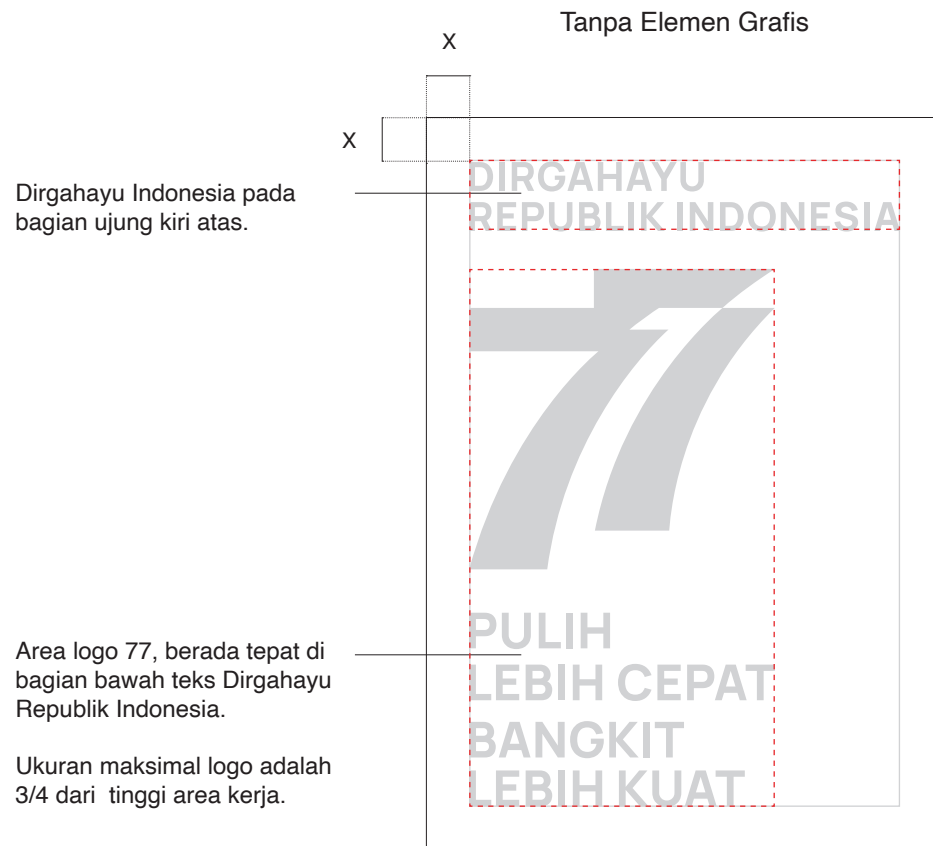 Tanpa Elemen Grafis
X
X
Dirgahayu Indonesia pada
bagian ujung kiri atas.
DIRGAHAYU
REPUBLIK INDONESIA
77
Area logo 77, berada tepat di
bagian bawah teks Dirgahayu
Republik Indonesia.
Ukuran maksimal logo adalah
3/4 dari tinggi area kerja.
PULIH
LEBIH CEPAT
BANGKIT
LEBIH KUAT